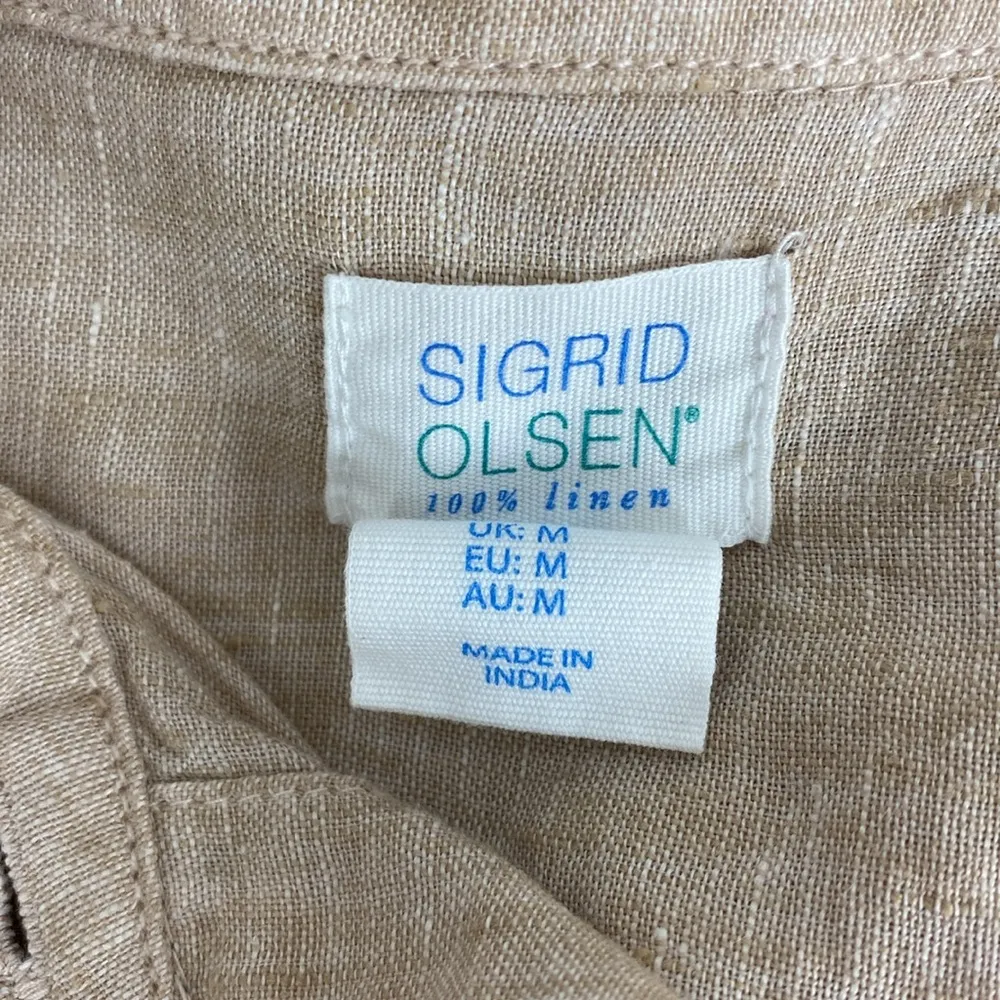 SIGRID
OLSEN®
100% linen
UK: M
EU: M
AU: M
MADE IN
INDIA